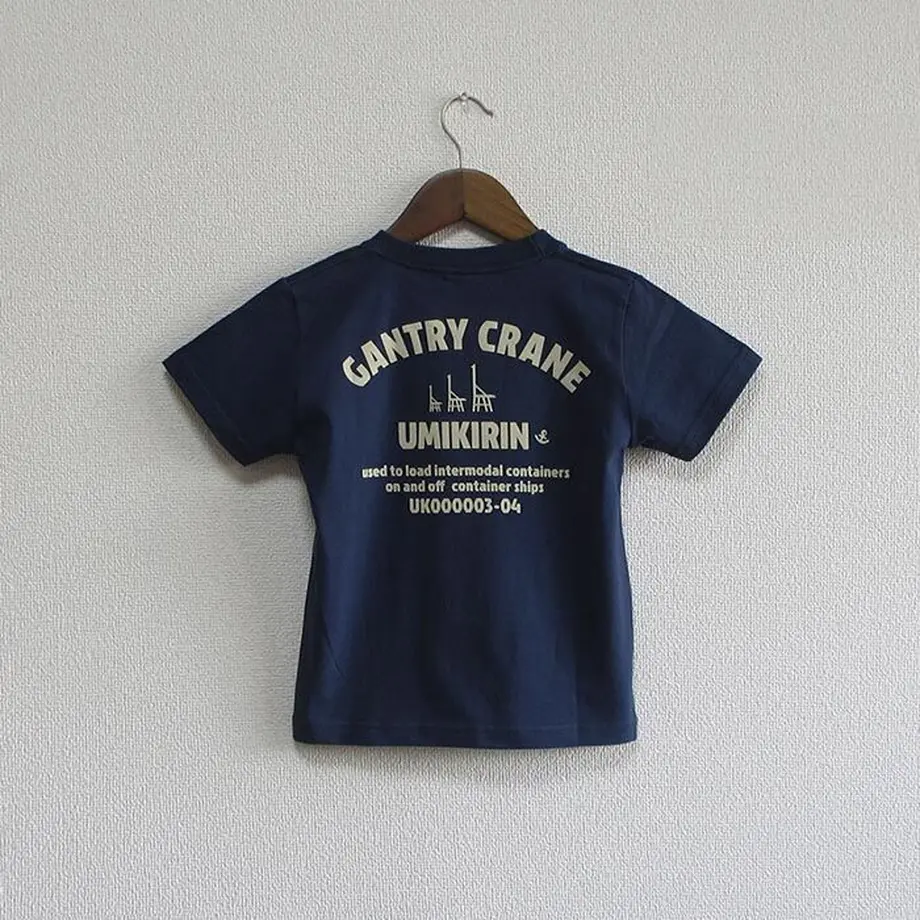 GANTRY CRANE
UMIKIRIN
used to load intermodal containers
on and off container ships
UK000003-04